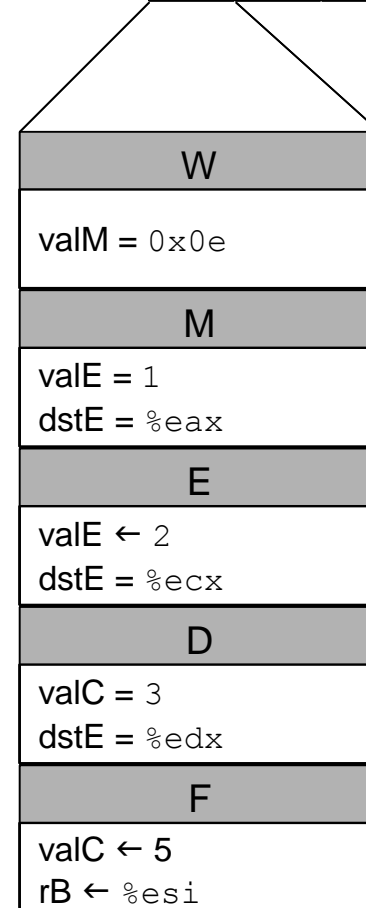 W
valM = 0x0e
M
valE = 1
dstE = %eax
E
valE ← 2
dstE = %ecx
D
valC = 3
dstE = %edx
F
valC ← 5
rB ← %esi